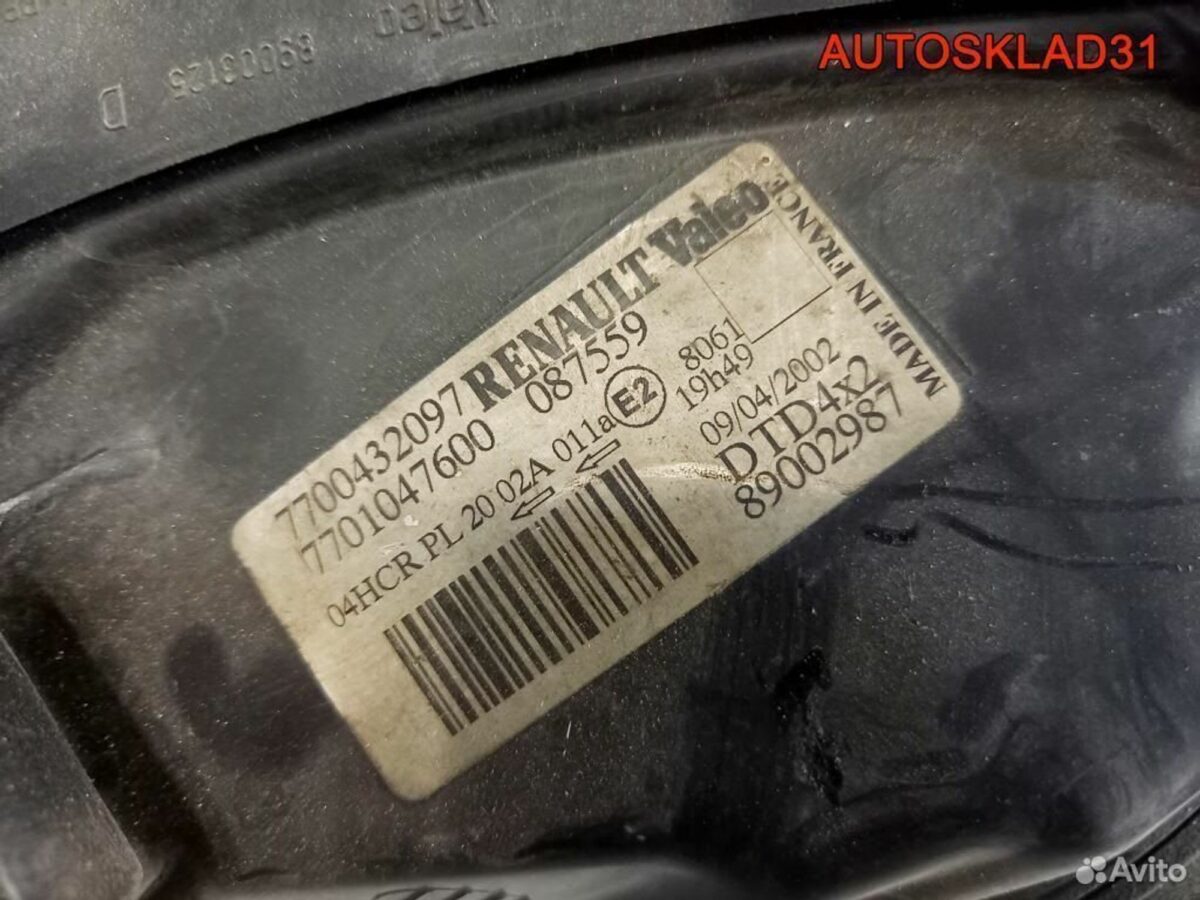 AUTOSKLAD31
Valeo
89003125
D
7700432097 RENAULT Valeo
7701047600 087559
04HCR PL 20 02A 011a E2
8061
19h49
09/04/2002
DTD4x2
89002987
MADE IN FRANCE
Avito